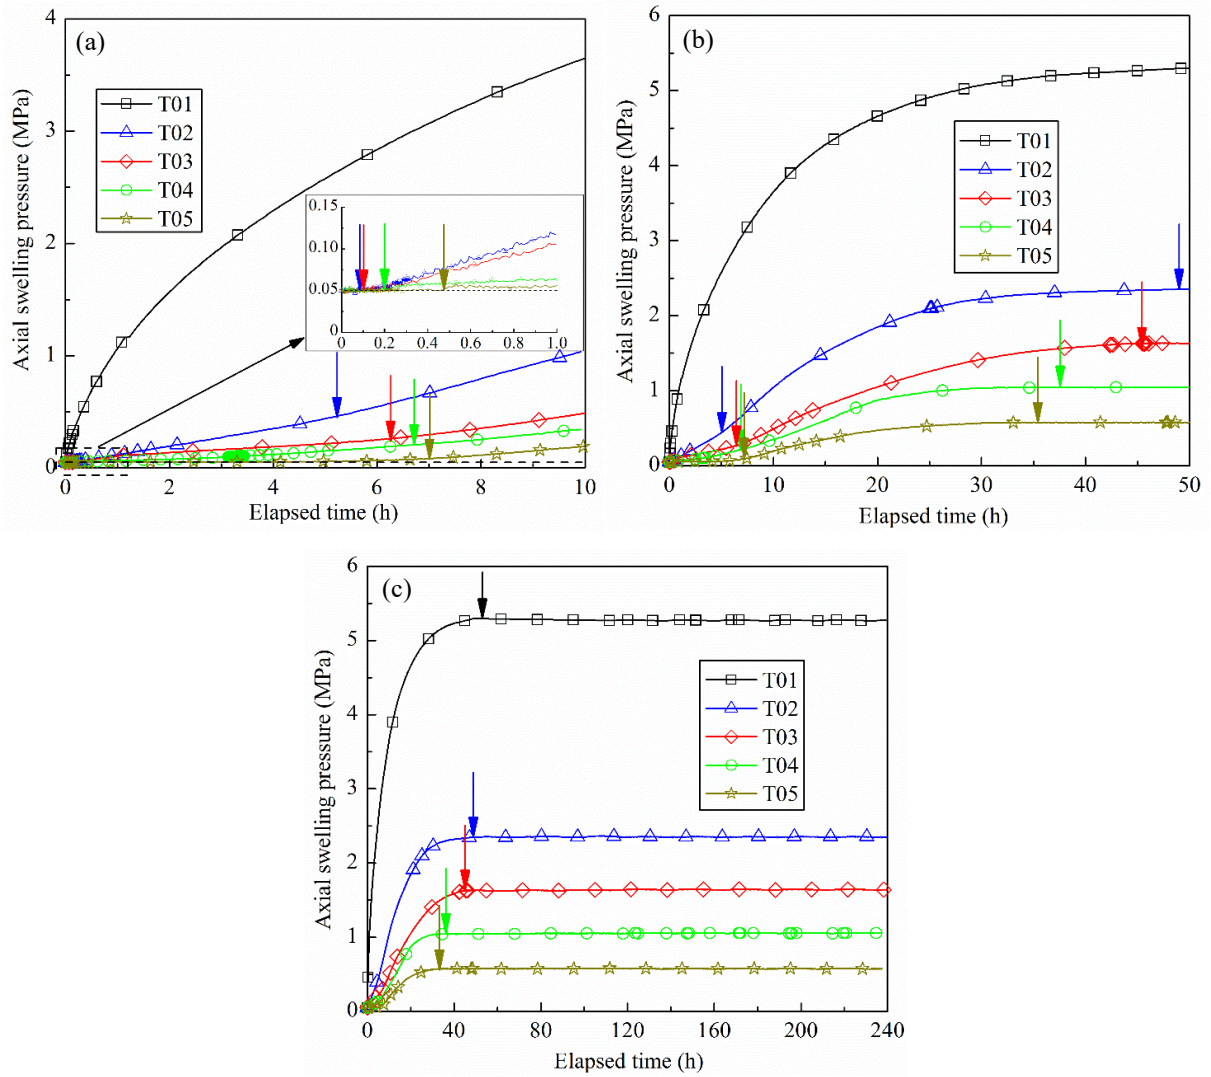 (a)
Axial swelling pressure (MPa)
4
3
2
1
0
T01
T02
T03
T04
T05
0.15
0.10
0.05
0
0 0.2 0.4 0.6 0.8 1.0
0 2 4 6 8 10
Elapsed time (h)
(b)
Axial swelling pressure (MPa)
6
5
4
3
2
1
0
T01
T02
T03
T04
T05
0 10 20 30 40 50
Elapsed time (h)
(c)
Axial swelling pressure (MPa)
6
5
4
3
2
1
0
T01
T02
T03
T04
T05
0 40 80 120 160 200 240
Elapsed time (h)